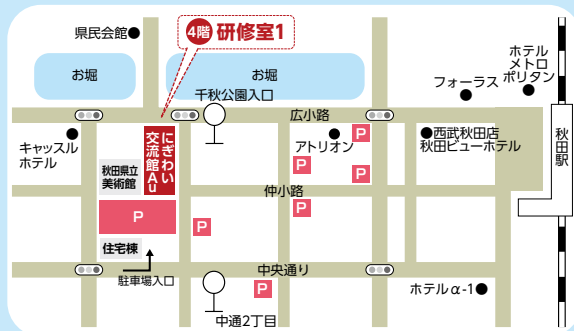 県民会館
4階 研修室1
お堀
お堀
千秋公園入口
広小路
フォーラス
ホテル
メトロ
ポリタン
キャッスル
ホテル
秋田県立
美術館
にぎわい
交流館AU
アトリオン
P
P
P
P
西武秋田店
秋田ビューホテル
秋田駅
仲小路
P
P
住宅棟
駐車場入口
中央通り
P
中通2丁目
ホテルα-1